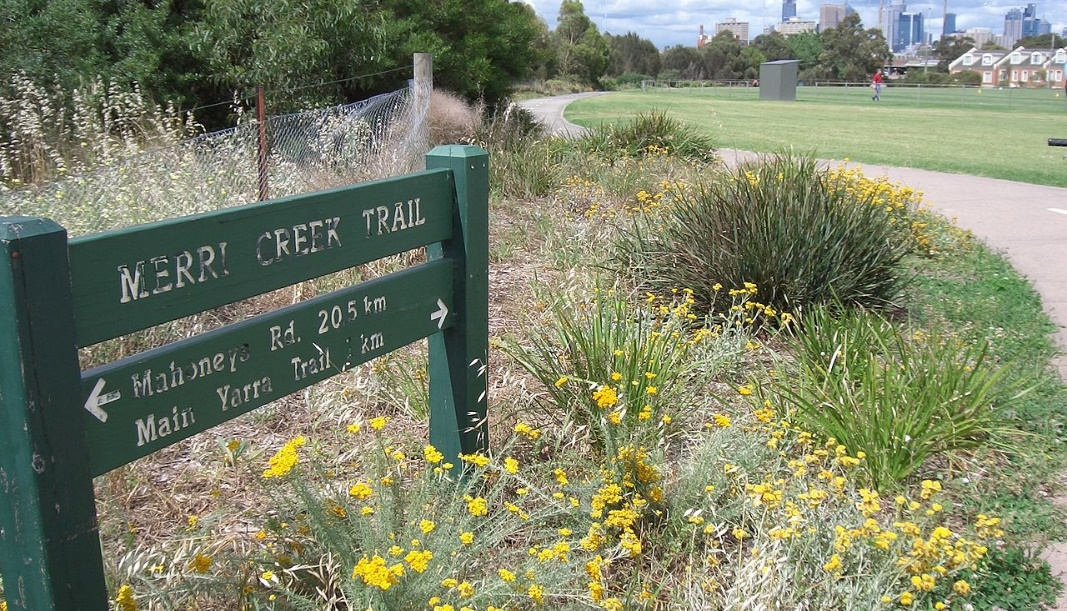 MERRI CREEK TRAIL
Mahoneys Rd. 20.5 km
Main Yarra Trail km